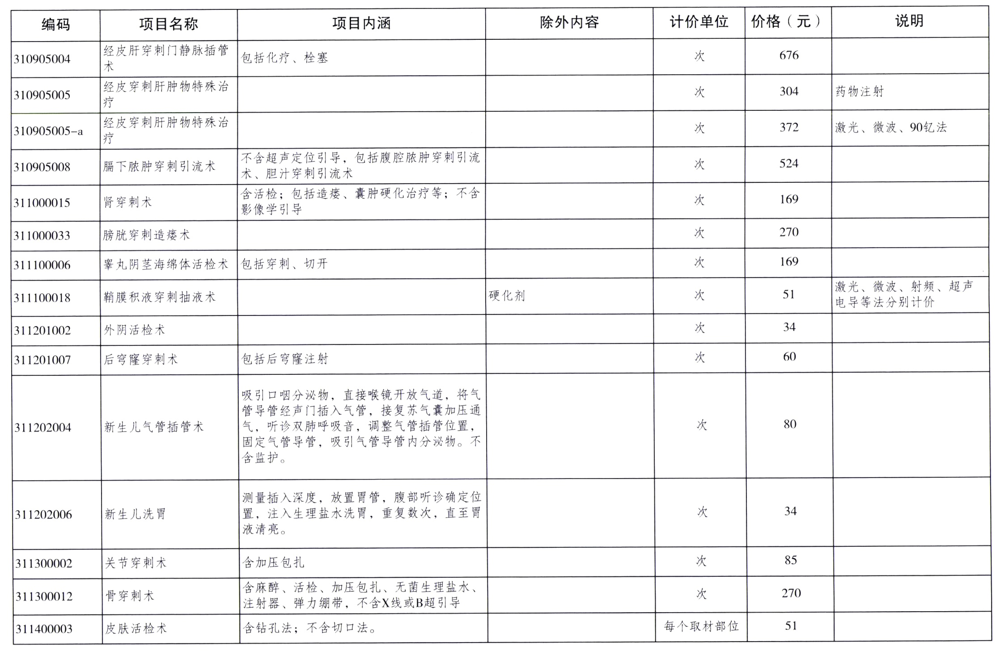 编码 项目名称 项目内涵 除外内容 计价单位 价格（元） 说明
310905004 经皮肝穿刺门静脉插管术 包括化疗、栓塞 次 676
310905005 经皮穿刺肝肿物特殊治疗 次 304 药物注射
310905005-a 经皮穿刺肝肿物特殊治疗 次 372 激光、微波、90钇法
310905008 膈下脓肿穿刺引流术 不含超声定位引导，包括腹腔脓肿穿刺引流术、胆汁穿刺引流术 次 524
311000015 肾穿刺术 含活检；包括造瘘、囊肿硬化治疗等；不含影像学引导 次 169
311000033 膀胱穿刺造瘘术 次 270
311100006 睾丸阴茎海绵体活检术 包括穿刺、切开 次 169
311100018 鞘膜积液穿刺抽液术 硬化剂 次 51 激光、微波、射频、超声电导等法分别计价
311201002 外阴活检术 次 34
311201007 后穹窿穿刺术 包括后穹窿注射 次 60
311202004 新生儿气管插管术 吸引口咽分泌物，直接喉镜开放气道，将气管导管经声门插入气管，接复苏气囊加压通气，听诊双肺呼吸音，调整气管插管位置，固定气管导管，吸引气管导管内分泌物。不含监护。 次 80
311202006 新生儿洗胃 测量插入深度，放置胃管，腹部听诊确定位置，注入生理盐水洗胃，重复数次，直至胃液清亮。 次 34
311300002 关节穿刺术 含加压包扎 次 85
311300012 骨穿刺术 含麻醉、活检、加压包扎、无菌生理盐水、注射器、弹力绷带，不含X线或B超引导 次 270
311400003 皮肤活检术 含钻孔法；不含切口法。 每个取材部位 51